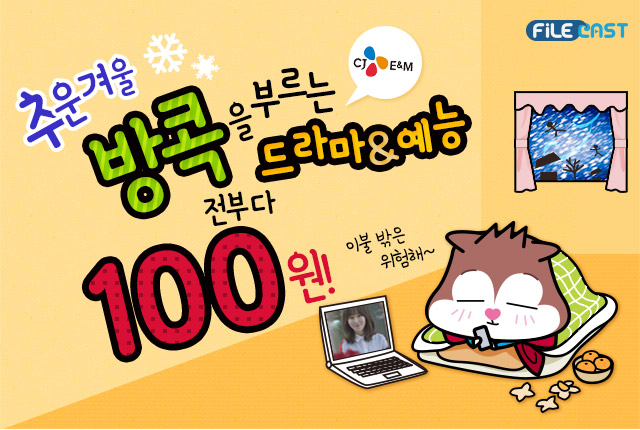 FiLECAST
추운겨울
CJ E&M
방콕을부르는
드라마&예능
전부다
100원!
이불 밖은
위험해~